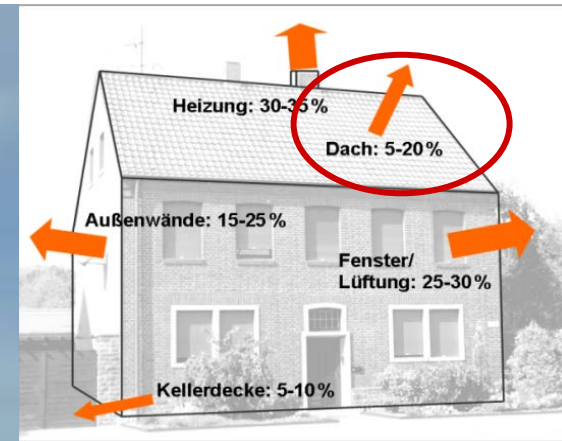 Heizung: 30-35%
Dach: 5-20%
Außenwände: 15-25%
Fenster/
Lüftung: 25-30%
Kellerdecke: 5-10%